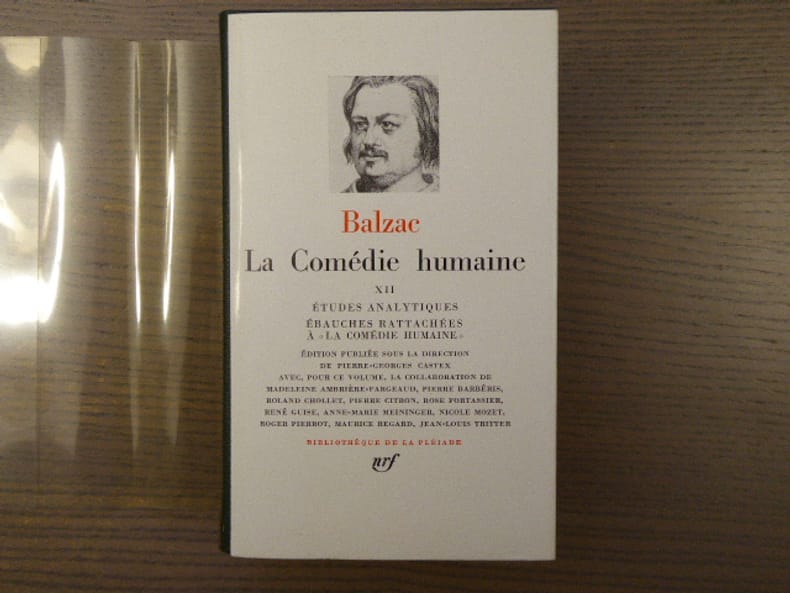 Balzac
La Comédie humaine
XII
ÉTUDES ANALYTIQUES
ÉBAUCHES RATTACHÉES
À « LA COMÉDIE HUMAINE »
ÉDITION PUBLIÉE SOUS LA DIRECTION
DE PIERRE-GEORGES CASTEX
AVEC, POUR CE VOLUME, LA COLLABORATION DE
MADELEINE AMBRIÈRE-FARGEAUD, PIERRE BARBÉRIS,
ROLAND CHOLLET, PIERRE CITRON, ROSE FORTASSIER,
RENÉ GUISE, ANNE-MARIE MEININGER, NICOLE MOZET,
ROGER PIERROT, MAURICE REGARD, JEAN-LOUIS TRITTER
BIBLIOTHÈQUE DE LA PLÉIADE
nrf